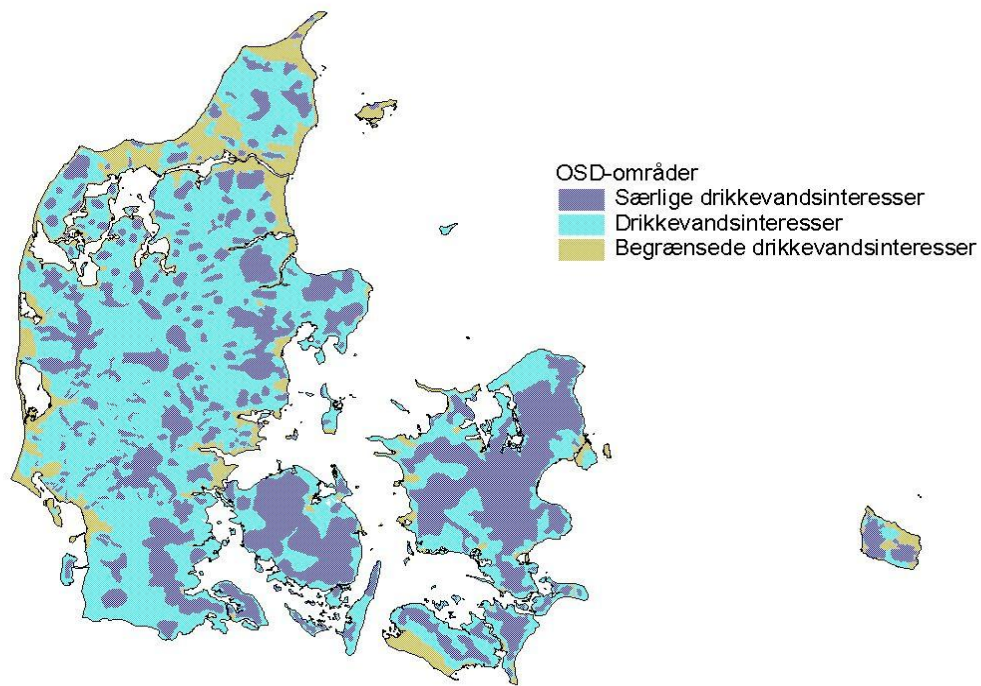 OSD-områder
Særlige drikkevandsinteresser
Drikkevandsinteresser
Begrænsede drikkevandsinteresser